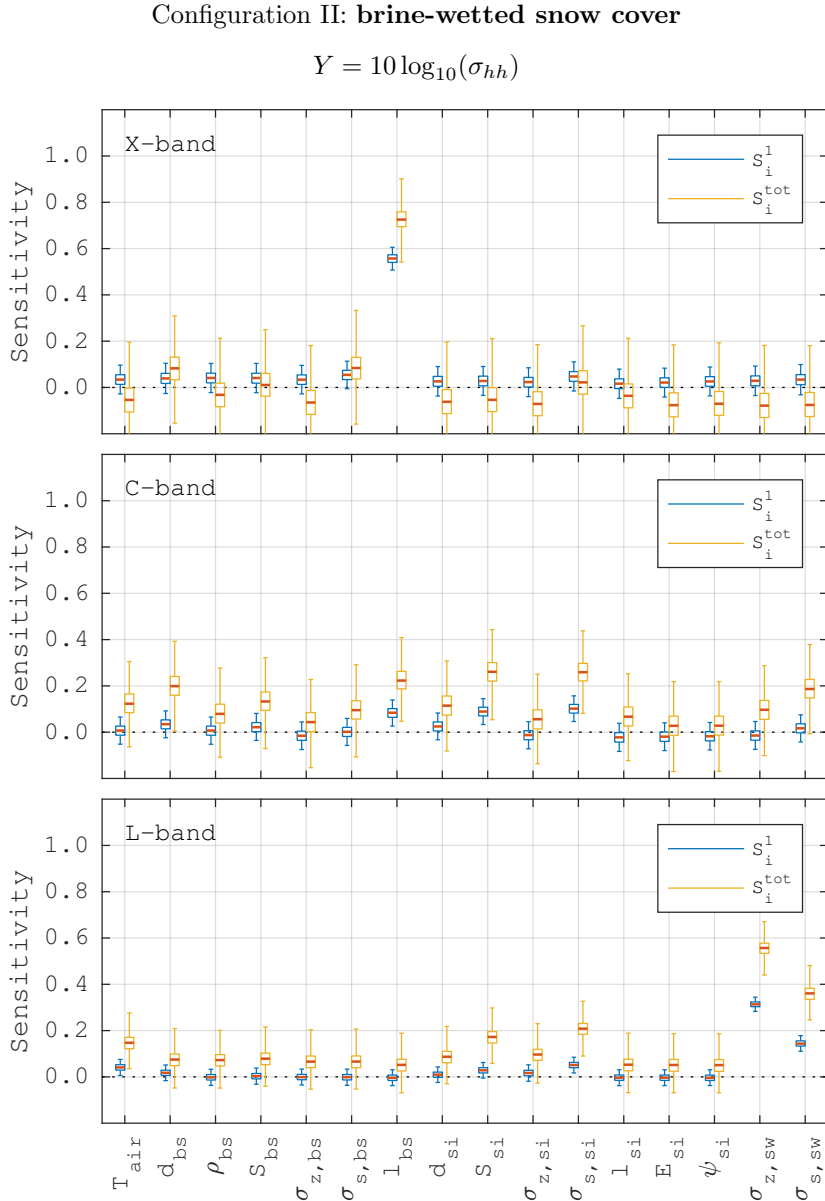 Configuration II: brine-wetted snow cover
Y = 10 log₁₀(σₕₕ)
X-band
1.0
0.8
0.6
0.4
0.2
0.0
Sensitivity
S_i^1
S_i^tot
C-band
1.0
0.8
0.6
0.4
0.2
0.0
Sensitivity
S_i^1
S_i^tot
L-band
1.0
0.8
0.6
0.4
0.2
0.0
Sensitivity
S_i^1
S_i^tot
T_air
d_bs
ρ_bs
S_bs
σ_z,bs
σ_s,bs
l_bs
d_si
S_si
σ_z,si
σ_s,si
l_si
E_si
ψ_si
σ_z,sw
σ_s,sw